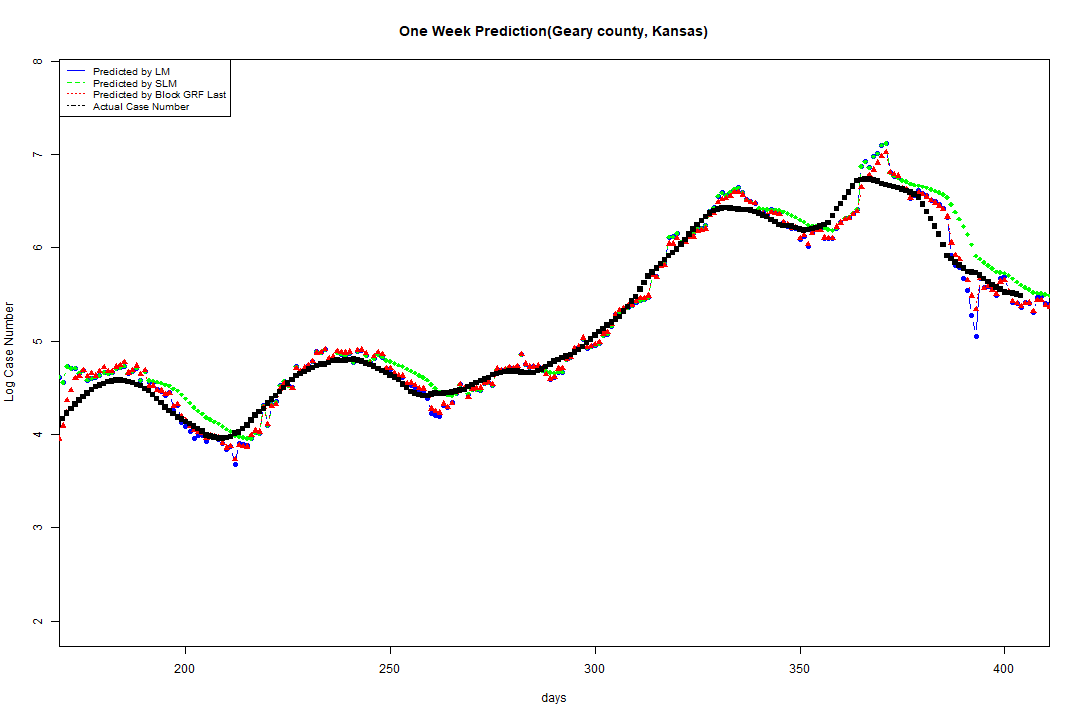 One Week Prediction(Geary county, Kansas)
Predicted by LM
Predicted by SLM
Predicted by Block GRF Last
Actual Case Number
8
7
6
5
4
3
2
Log Case Number
200 250 300 350 400
days